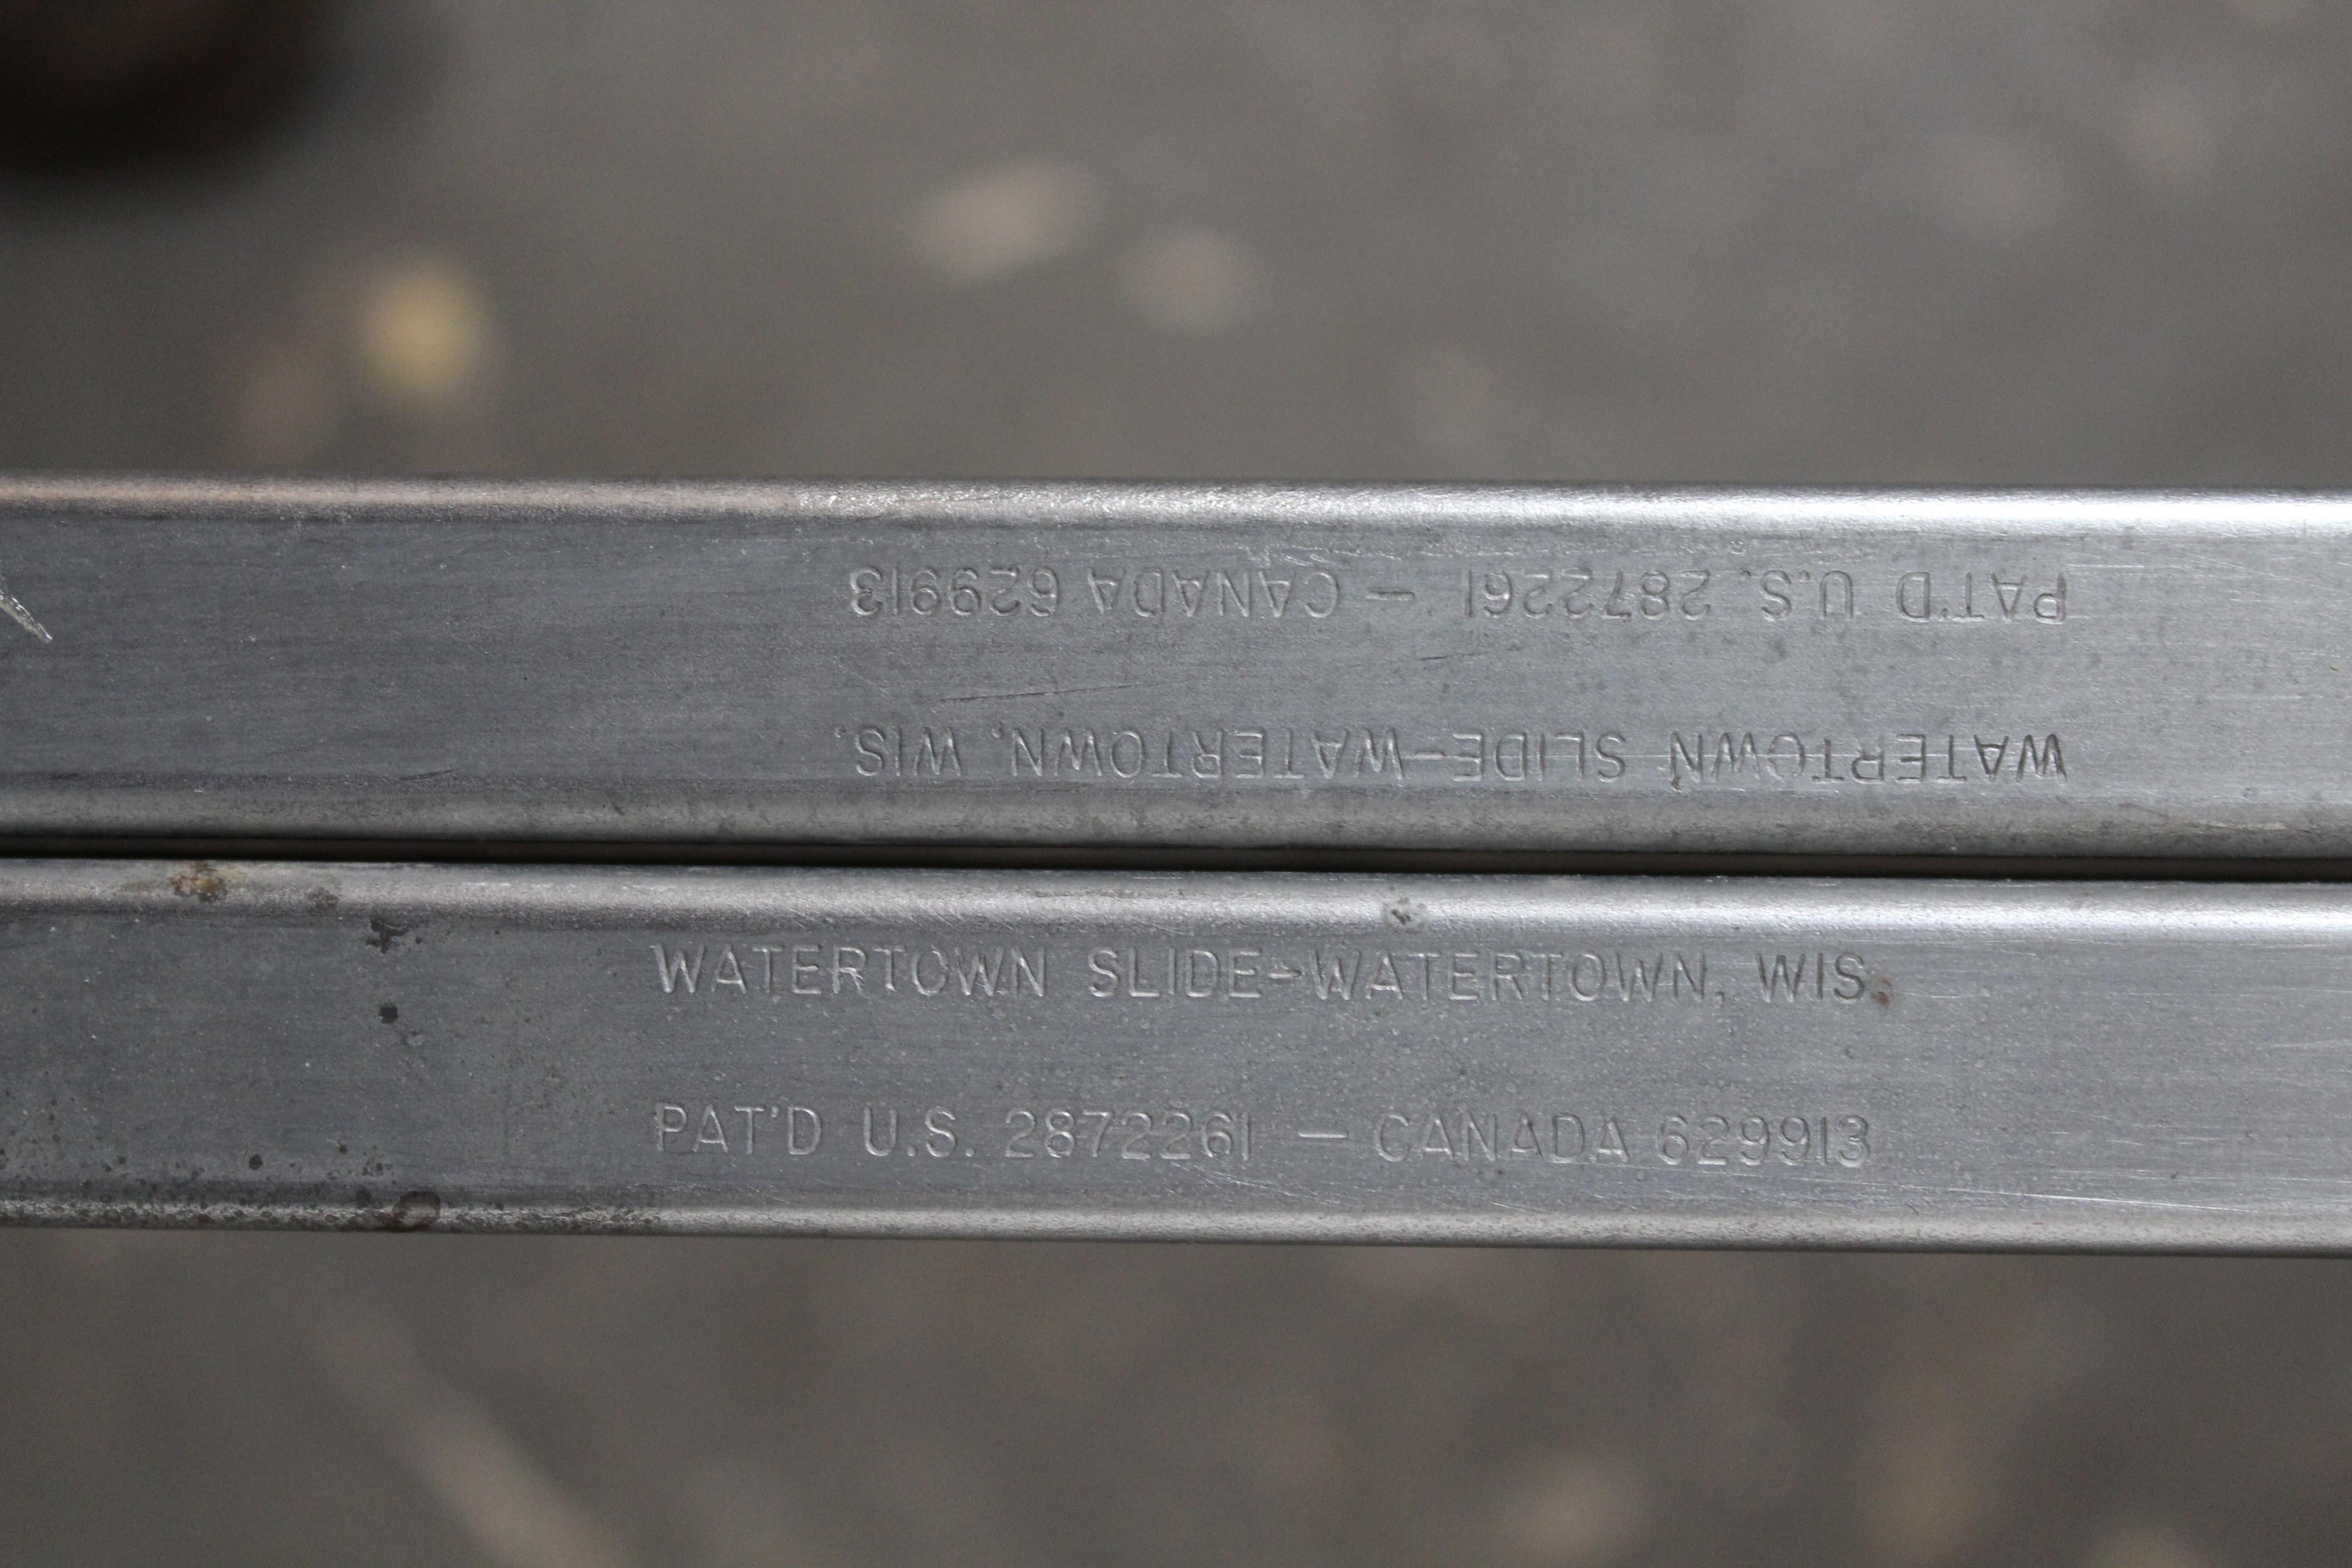 PAT'D U.S. 2872261 — CANADA 629913
WATERTOWN SLIDE-WATERTOWN, WIS.
WATERTOWN SLIDE-WATERTOWN, WIS.
PAT'D U.S. 2872261 — CANADA 629913